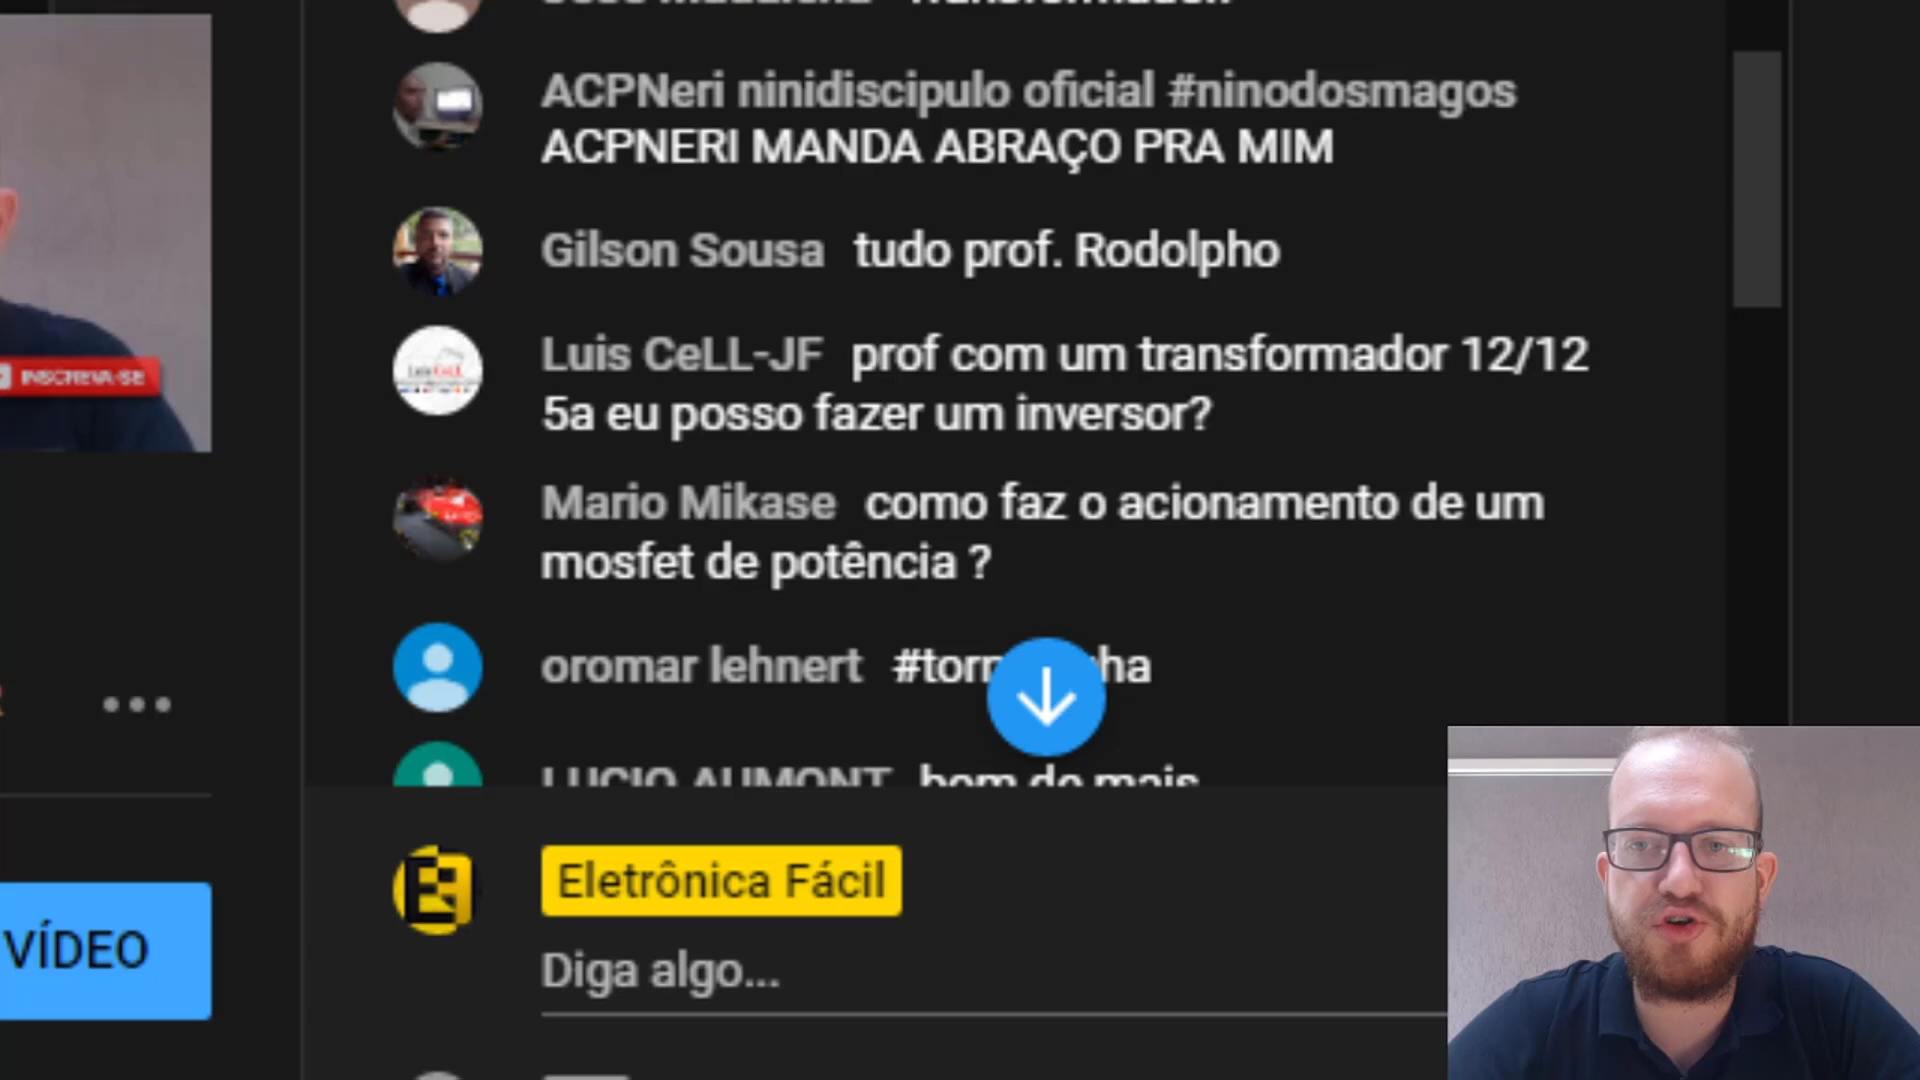 ACPNeri ninidiscipulo oficial #ninodosmagos
ACPNERI MANDA ABRAÇO PRA MIM
Gilson Sousa tudo prof. Rodolpho
Luis CeLL-JF prof com um transformador 12/12
5a eu posso fazer um inversor?
Mario Mikase como faz o acionamento de um
mosfet de potência ?
oromar lehnert
LUCIO AUMONT bom de mais
Eletrônica Fácil
Diga algo...
INSCREVA-SE
VÍDEO